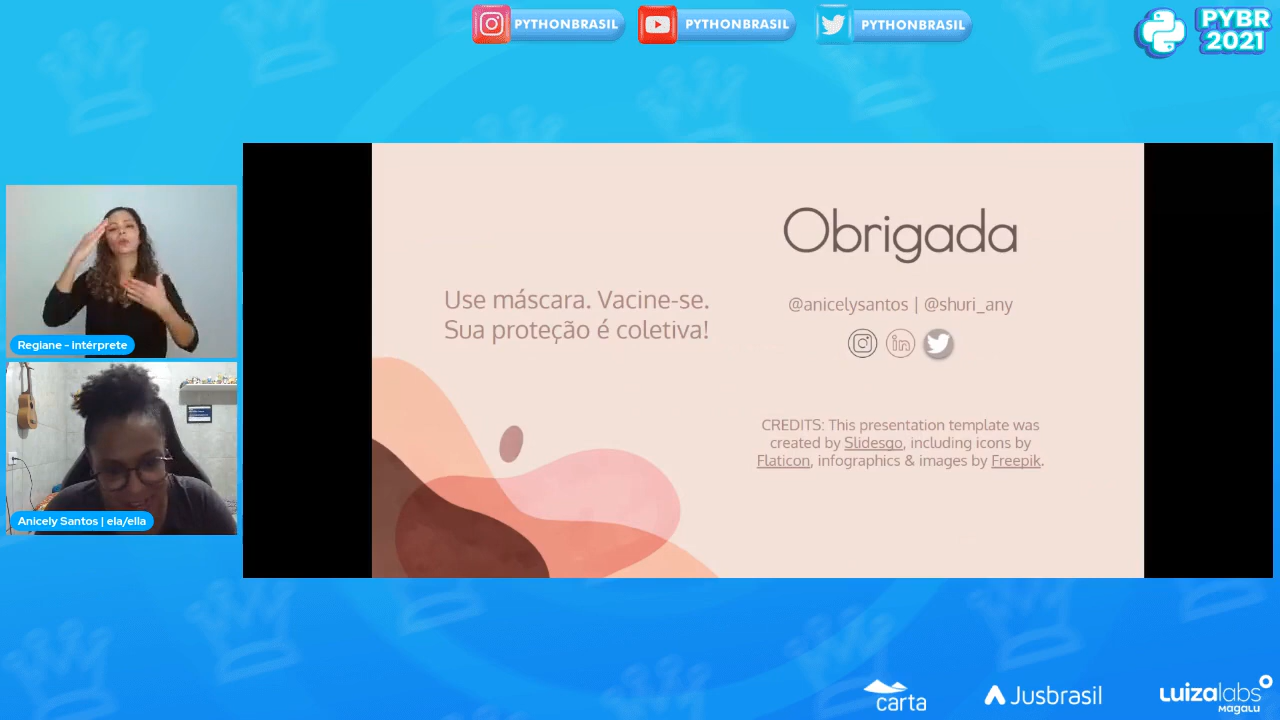 PYTHONBRASIL
PYTHONBRASIL
PYTHONBRASIL
PYBR
2021
Regiane - intérprete
Anicely Santos | ela/ella
Use máscara. Vacine-se.
Sua proteção é coletiva!
Obrigada
@anicelysantos | @shuri_any
in
CREDITS: This presentation template was
created by Slidesgo, including icons by
Flaticon, infographics & images by Freepik.
carta
Jusbrasil
Luizalabs
Magalu